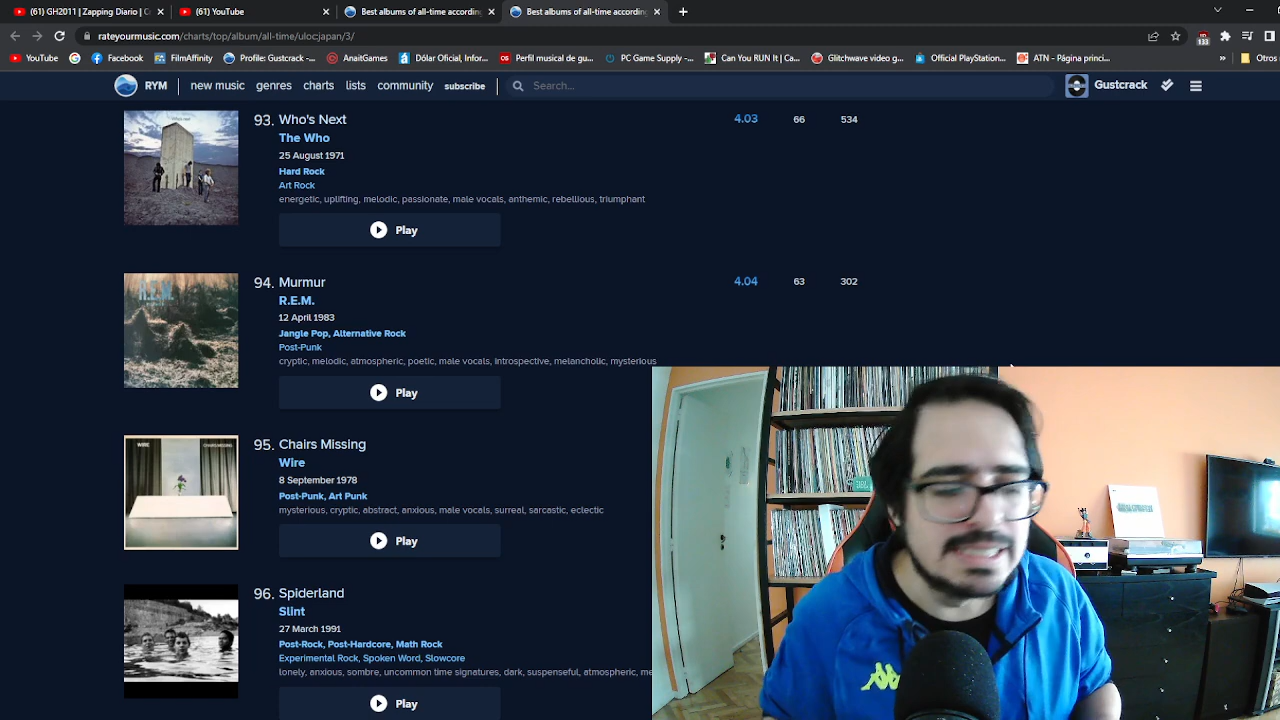 (61) GH2011 | Zapping Diario | C
(61) YouTube
Best albums of all-time according
Best albums of all-time according
rateyourmusic.com/charts/top/album/all-time/ulocjapan/3/
133
YouTube
Facebook
FilmAffinity
Profile: Gustcrack -...
AnaitGames
Dólar Oficial, Infor...
Perfil musical de gu...
PC Game Supply -...
Can YOU RUN It | Ca...
Glitchwave video g...
Official PlayStation...
ATN - Página princi...
»
Otros
RYM
new music
genres
charts
lists
community
subscribe
Search...
Gustcrack
93. Who's Next
4.03 66 534
The Who
25 August 1971
Hard Rock
Art Rock
energetic, uplifting, melodic, passionate, male vocals, anthemic, rebellious, triumphant
Play
94. Murmur
4.04 63 302
R.E.M.
12 April 1983
Jangle Pop, Alternative Rock
Post-Punk
cryptic, melodic, atmospheric, poetic, male vocals, introspective, melancholic, mysterious
Play
R.E.M.
95. Chairs Missing
Wire
8 September 1978
Post-Punk, Art Punk
mysterious, cryptic, abstract, anxious, male vocals, surreal, sarcastic, eclectic
Play
WIRE
CHAIRS MISSING
96. Spiderland
Slint
27 March 1991
Post-Rock, Post-Hardcore, Math Rock
Experimental Rock, Spoken Word, Slowcore
lonely, anxious, sombre, uncommon time signatures, dark, suspenseful, atmospheric, me
Play